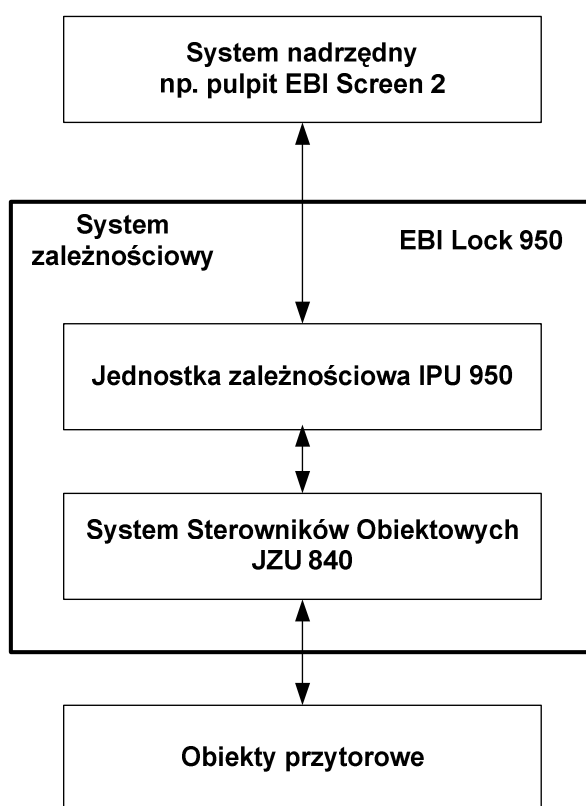 System nadrzędny
np. pulpit EBI Screen 2
System
zależnościowy
EBI Lock 950
Jednostka zależnościowa IPU 950
System Sterowników Obiektowych
JZU 840
Obiekty przytorowe